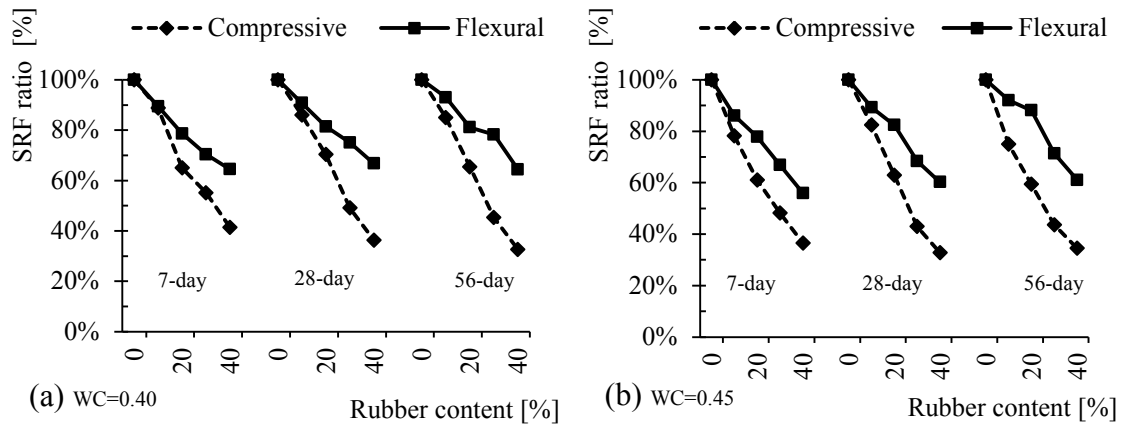 Compressive Flexural
SRF ratio [%]
100%
80%
60%
40%
20%
0%
7-day 28-day 56-day
0 20 40 0 20 40 0 20 40
(a) WC=0.40
Rubber content [%]
Compressive Flexural
SRF ratio [%]
100%
80%
60%
40%
20%
0%
7-day 28-day 56-day
0 20 40 0 20 40 0 20 40
(b) WC=0.45
Rubber content [%]